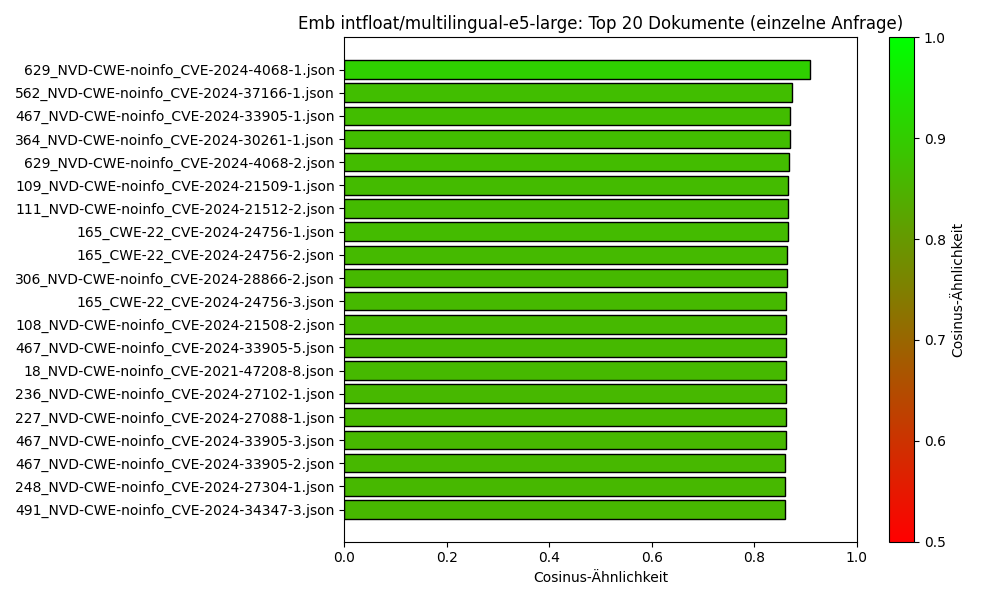 Emb intfloat/multilingual-e5-large: Top 20 Dokumente (einzelne Anfrage)
629_NVD-CWE-noinfo_CVE-2024-4068-1.json
562_NVD-CWE-noinfo_CVE-2024-37166-1.json
467_NVD-CWE-noinfo_CVE-2024-33905-1.json
364_NVD-CWE-noinfo_CVE-2024-30261-1.json
629_NVD-CWE-noinfo_CVE-2024-4068-2.json
109_NVD-CWE-noinfo_CVE-2024-21509-1.json
111_NVD-CWE-noinfo_CVE-2024-21512-2.json
165_CWE-22_CVE-2024-24756-1.json
165_CWE-22_CVE-2024-24756-2.json
306_NVD-CWE-noinfo_CVE-2024-28866-2.json
165_CWE-22_CVE-2024-24756-3.json
108_NVD-CWE-noinfo_CVE-2024-21508-2.json
467_NVD-CWE-noinfo_CVE-2024-33905-5.json
18_NVD-CWE-noinfo_CVE-2021-47208-8.json
236_NVD-CWE-noinfo_CVE-2024-27102-1.json
227_NVD-CWE-noinfo_CVE-2024-27088-1.json
467_NVD-CWE-noinfo_CVE-2024-33905-3.json
467_NVD-CWE-noinfo_CVE-2024-33905-2.json
248_NVD-CWE-noinfo_CVE-2024-27304-1.json
491_NVD-CWE-noinfo_CVE-2024-34347-3.json
0.0 0.2 0.4 0.6 0.8 1.0
Cosinus-Ähnlichkeit
1.0
0.9
0.8
0.7
0.6
0.5
Cosinus-Ähnlichkeit